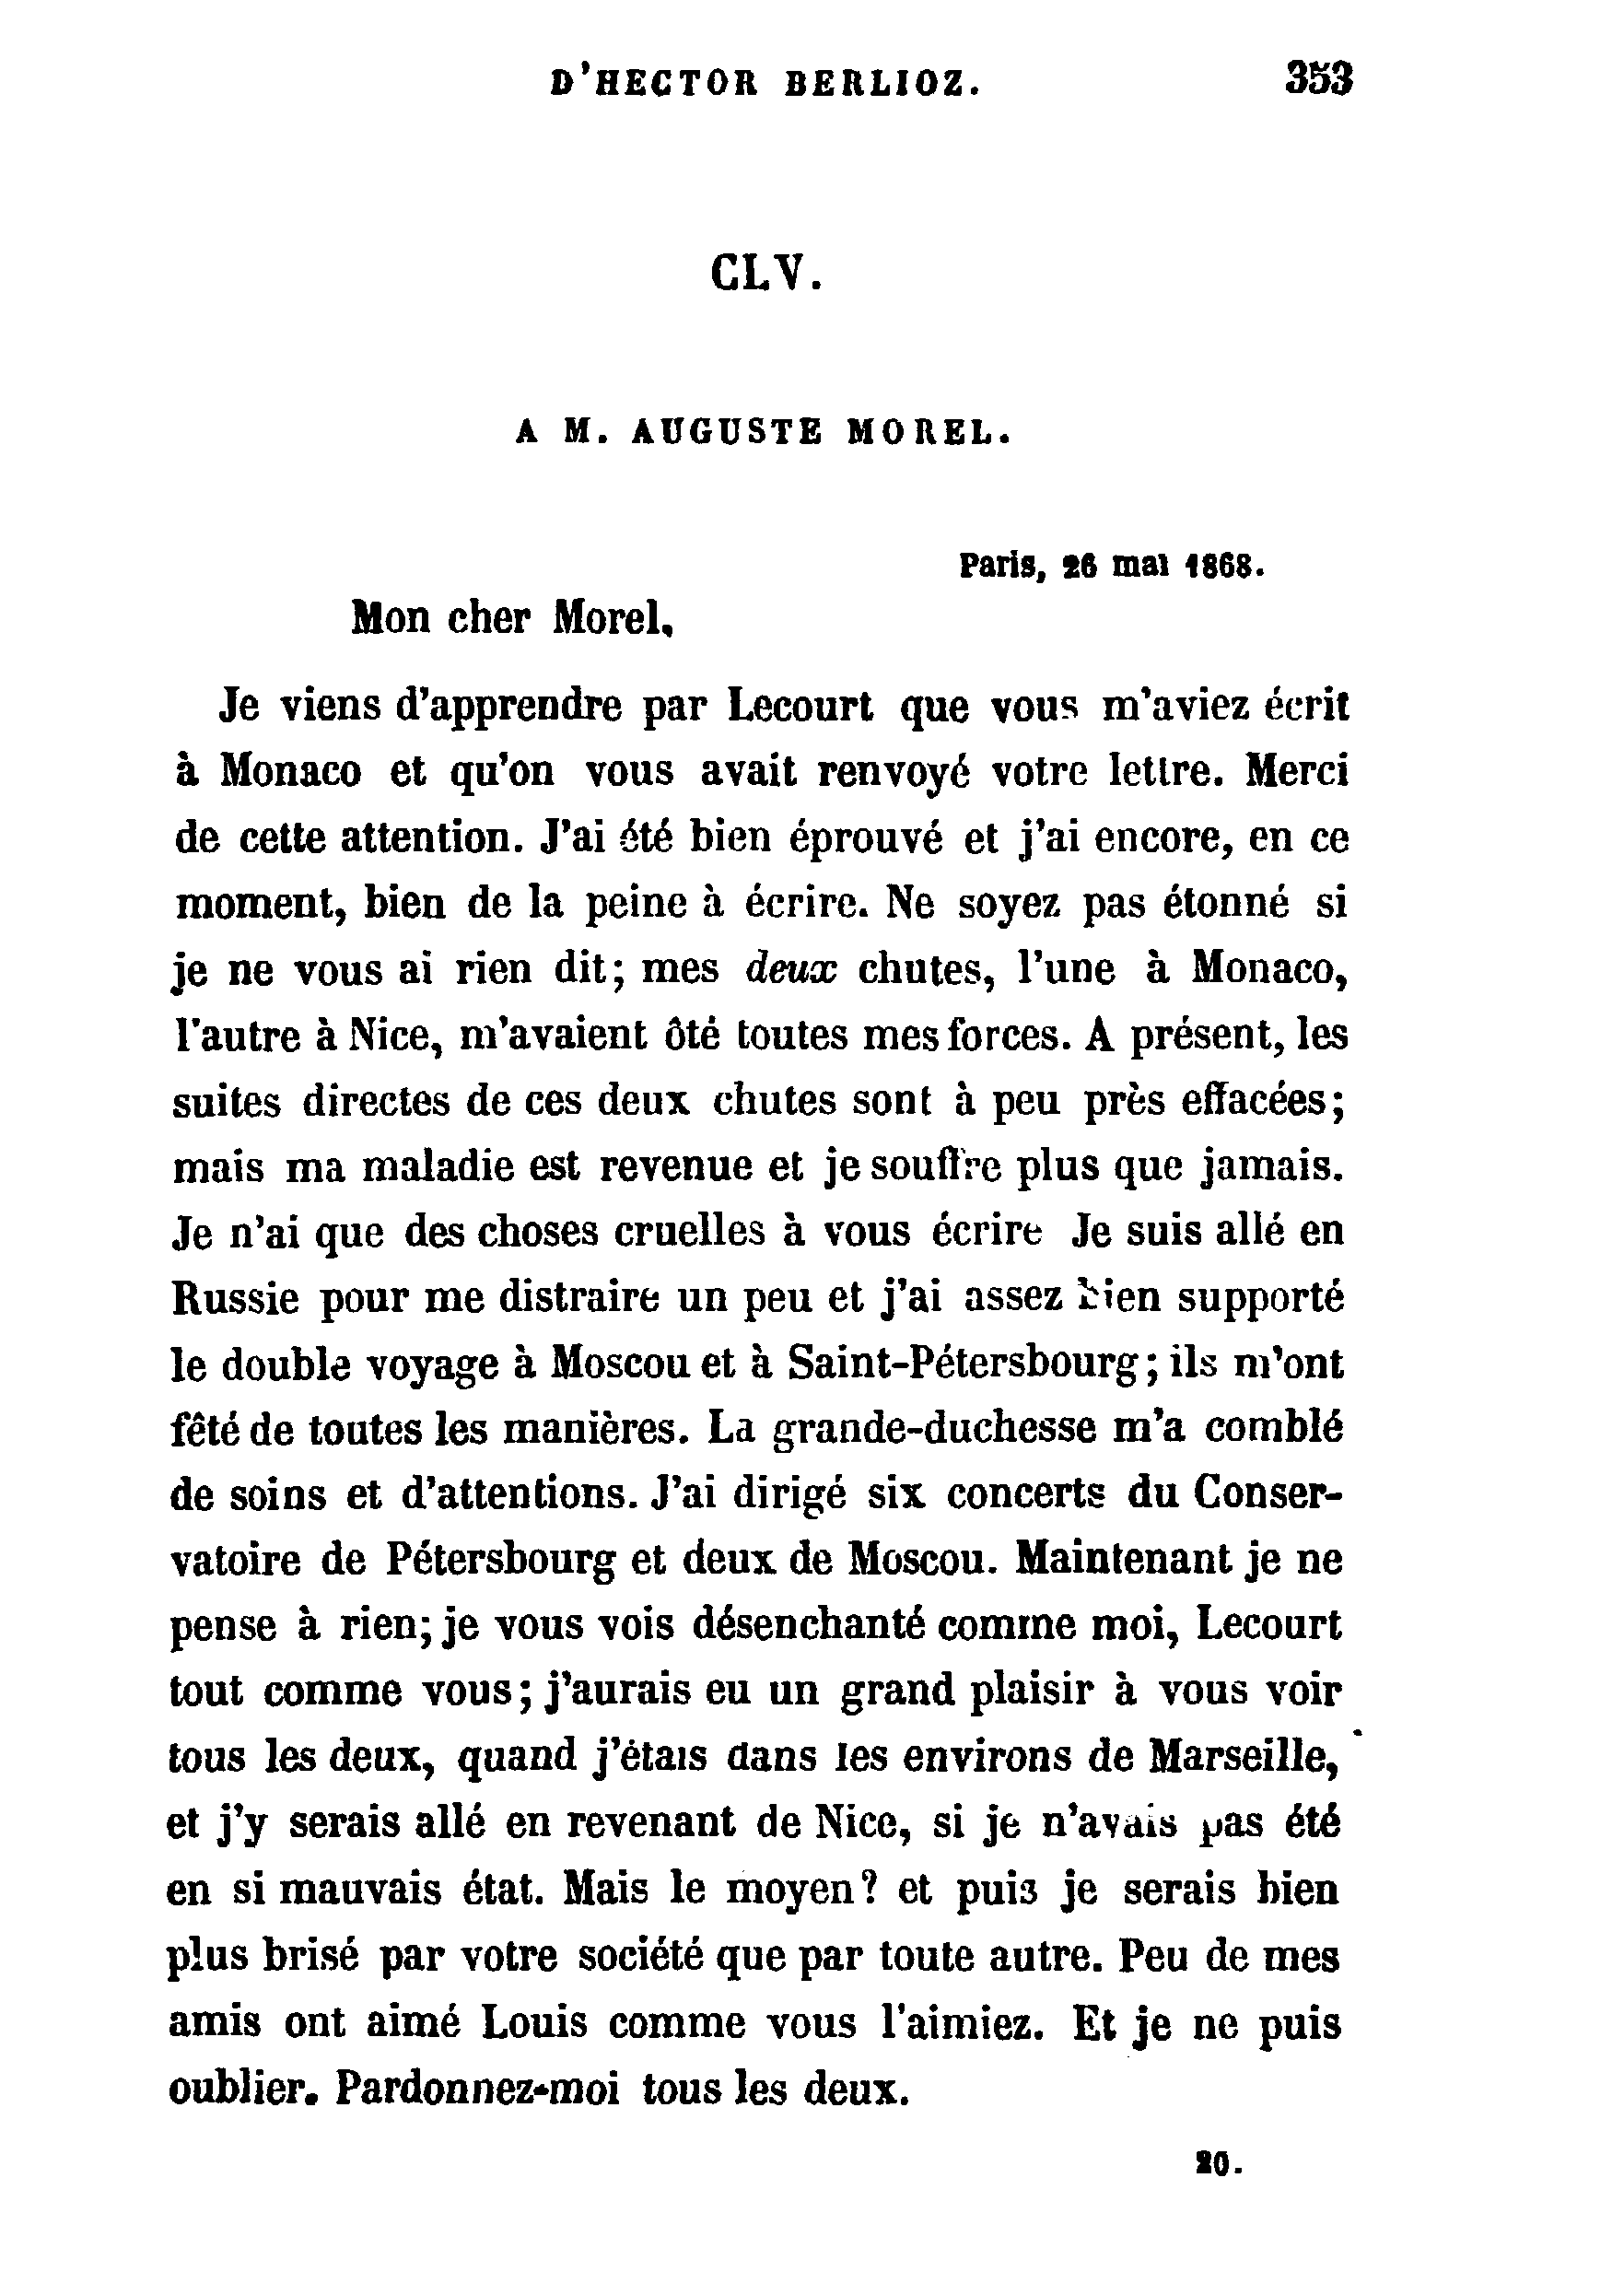 D'HECTOR BERLIOZ. 353
CLV.
A M. AUGUSTE MOREL.
Paris, 26 mai 1868.
Mon cher Morel,
Je viens d'apprendre par Lecourt que vous m'aviez écrit
à Monaco et qu'on vous avait renvoyé votre lettre. Merci
de cette attention. J'ai été bien éprouvé et j'ai encore, en ce
moment, bien de la peine à écrire. Ne soyez pas étonné si
je ne vous ai rien dit; mes deux chutes, l'une à Monaco,
l'autre à Nice, m'avaient ôté toutes mes forces. A présent, les
suites directes de ces deux chutes sont à peu près effacées;
mais ma maladie est revenue et je souffre plus que jamais.
Je n'ai que des choses cruelles à vous écrire Je suis allé en
Russie pour me distraire un peu et j'ai assez bien supporté
le double voyage à Moscou et à Saint-Pétersbourg; ils m'ont
fêté de toutes les manières. La grande-duchesse m'a comblé
de soins et d'attentions. J'ai dirigé six concerts du Conser-
vatoire de Pétersbourg et deux de Moscou. Maintenant je ne
pense à rien; je vous vois désenchanté comme moi, Lecourt
tout comme vous; j'aurais eu un grand plaisir à vous voir
tous les deux, quand j'étais dans les environs de Marseille,
et j'y serais allé en revenant de Nice, si je n'avais pas été
en si mauvais état. Mais le moyen? et puis je serais bien
plus brisé par votre société que par toute autre. Peu de mes
amis ont aimé Louis comme vous l'aimiez. Et je ne puis
oublier. Pardonnez-moi tous les deux.
20.